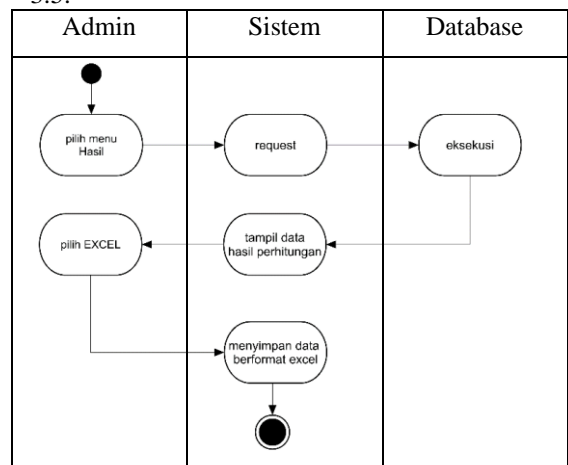 Admin
Sistem
Database
pilih menu
Hasil
request
eksekusi
pilih EXCEL
tampil data
hasil perhitungan
menyimpan data
berformat excel